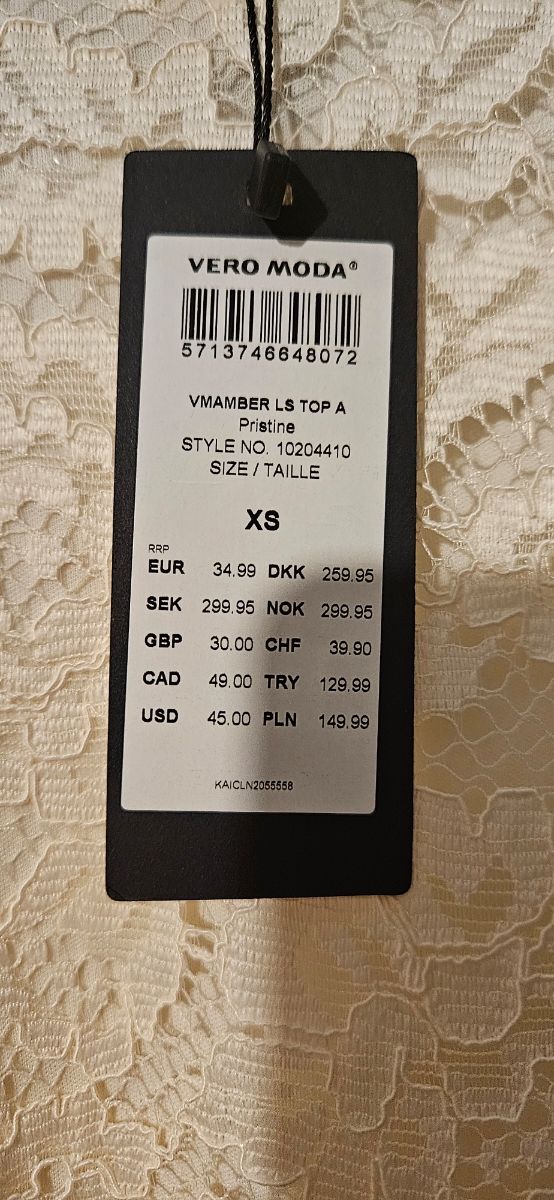 VERO MODA®
5713746648072
VMAMBER LS TOP A
Pristine
STYLE NO. 10204410
SIZE / TAILLE
XS
RRP
EUR 34.99 DKK 259.95
SEK 299.95 NOK 299.95
GBP 30.00 CHF 39.90
CAD 49.00 TRY 129.99
USD 45.00 PLN 149.99
KAICLN2055558